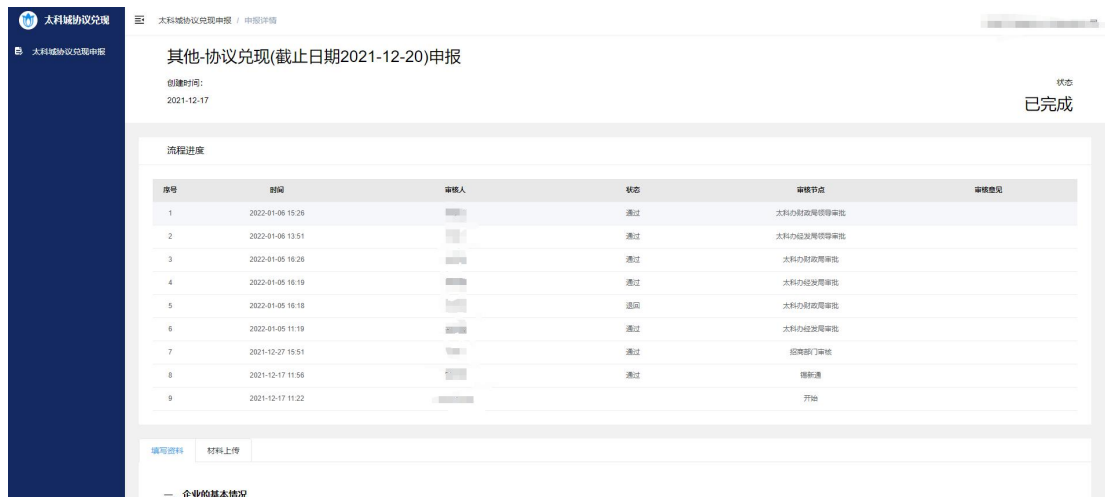 太科城协议兑现
太科城协议兑现申报 / 申报详情
太科城协议兑现申报
其他-协议兑现(截止日期2021-12-20)申报
创建时间: 状态
2021-12-17 已完成
流程进度
序号 时间 审核人 状态 审核节点 审核意见
1 2022-01-06 15:26 通过 太科办财政局领导审批
2 2022-01-06 13:51 通过 太科办经发局领导审批
3 2022-01-05 16:26 通过 太科办财政局审批
4 2022-01-05 16:19 通过 太科办经发局审批
5 2022-01-05 16:18 退回 太科办财政局审批
6 2022-01-05 11:19 通过 太科办经发局审批
7 2021-12-27 15:51 通过 招商部门审核
8 2021-12-17 11:56 通过 锡新通
9 2021-12-17 11:22 开始
填写资料 材料上传
一 企业的基本情况